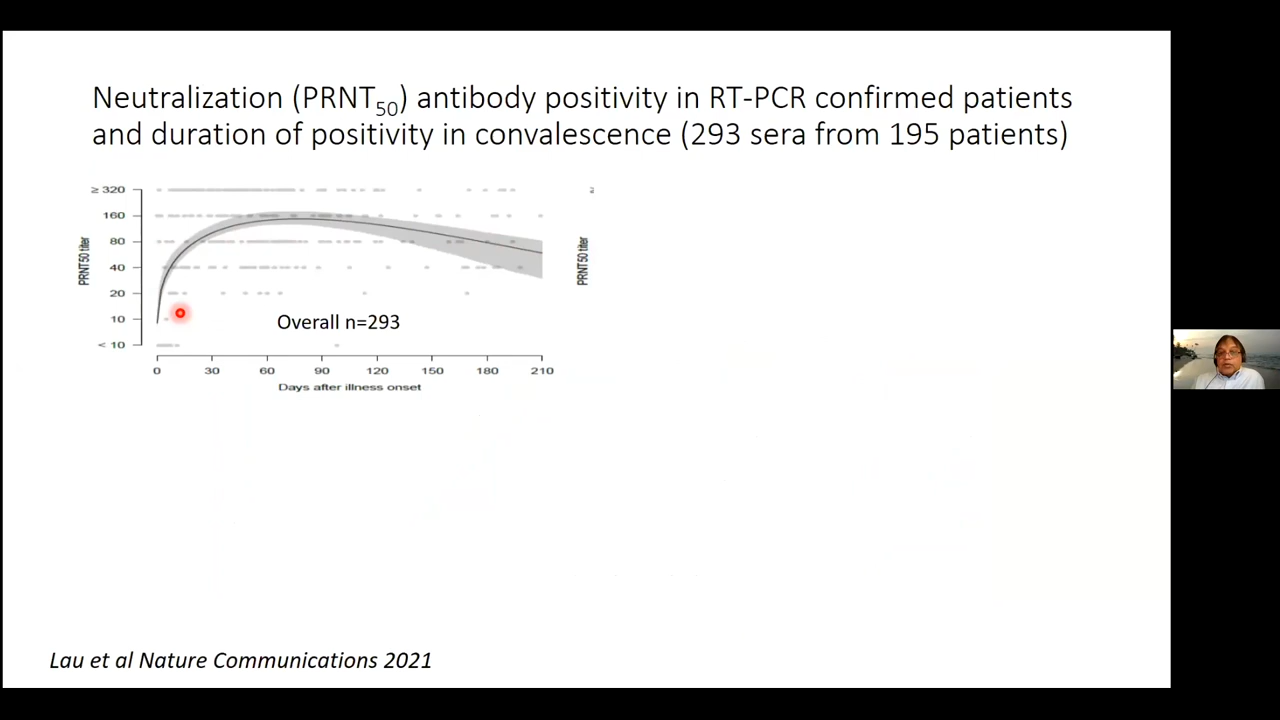 Neutralization (PRNT50) antibody positivity in RT-PCR confirmed patients
and duration of positivity in convalescence (293 sera from 195 patients)
≥ 320
160
80
40
20
10
< 10
PRNT50 titer
Overall n=293
0 30 60 90 120 150 180 210
Days after illness onset
PRNT50 titer
Lau et al Nature Communications 2021